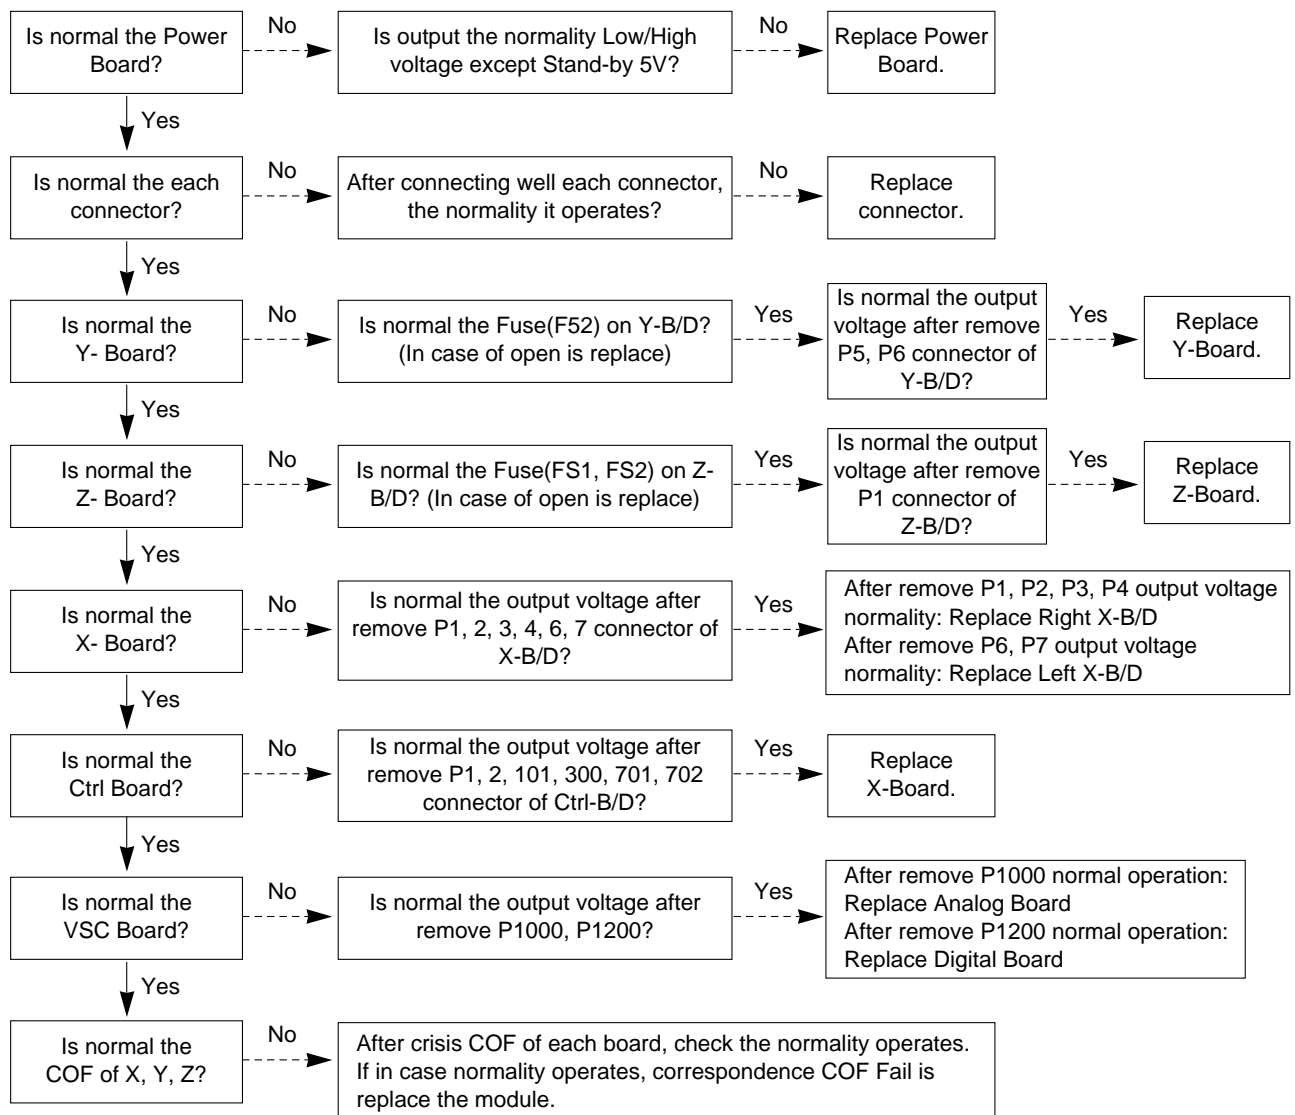 Is normal the Power
Board?
No
Is output the normality Low/High
voltage except Stand-by 5V?
No
Replace Power
Board.
Yes
Is normal the each
connector?
No
After connecting well each connector,
the normality it operates?
No
Replace
connector.
Yes
Is normal the
Y- Board?
No
Is normal the Fuse(F52) on Y-B/D?
(In case of open is replace)
Yes
Is normal the output
voltage after remove
P5, P6 connector of
Y-B/D?
Yes
Replace
Y-Board.
Yes
Is normal the
Z- Board?
No
Is normal the Fuse(FS1, FS2) on Z-
B/D? (In case of open is replace)
Yes
Is normal the output
voltage after remove
P1 connector of
Z-B/D?
Yes
Replace
Z-Board.
Yes
Is normal the
X- Board?
No
Is normal the output voltage after
remove P1, 2, 3, 4, 6, 7 connector of
X-B/D?
Yes
After remove P1, P2, P3, P4 output voltage
normality: Replace Right X-B/D
After remove P6, P7 output voltage
normality: Replace Left X-B/D
Yes
Is normal the
Ctrl Board?
No
Is normal the output voltage after
remove P1, 2, 101, 300, 701, 702
connector of Ctrl-B/D?
Yes
Replace
X-Board.
Yes
Is normal the
VSC Board?
No
Is normal the output voltage after
remove P1000, P1200?
Yes
After remove P1000 normal operation:
Replace Analog Board
After remove P1200 normal operation:
Replace Digital Board
Yes
Is normal the
COF of X, Y, Z?
No
After crisis COF of each board, check the normality operates.
If in case normality operates, correspondence COF Fail is
replace the module.